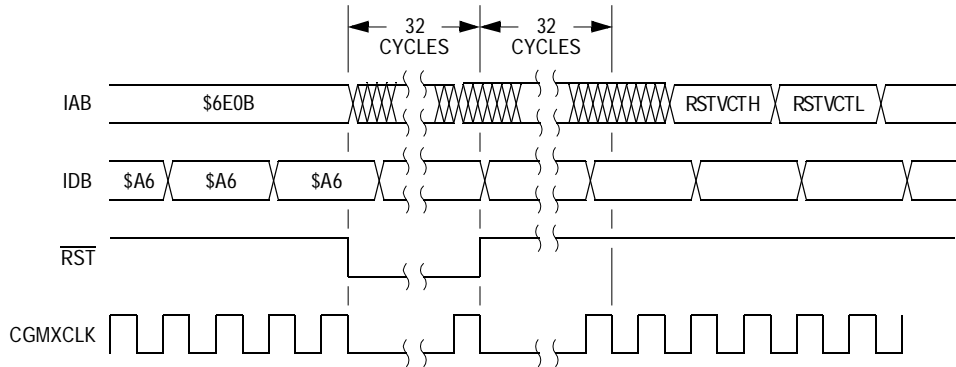 32
CYCLES
32
CYCLES
IAB
$6E0B
RSTVCTH
RSTVCTL
IDB
$A6
$A6
$A6
RST
CGMXCLK